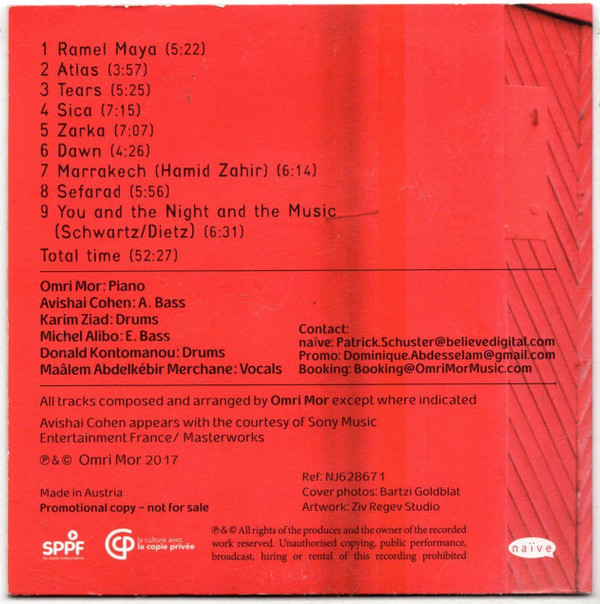 1 Ramel Maya (5:22)
2 Atlas (3:57)
3 Tears (5:25)
4 Sica (7:15)
5 Zarka (7:07)
6 Dawn (4:26)
7 Marrakech (Hamid Zahir) (6:14)
8 Sefarad (5:56)
9 You and the Night and the Music
(Schwartz/Dietz) (6:31)
Total time (52:27)
Omri Mor: Piano
Avishai Cohen: A. Bass
Karim Ziad: Drums
Michel Alibo: E. Bass
Donald Kontomanou: Drums
Maâlem Abdelkébir Merchane: Vocals
Contact:
naïve: Patrick.Schuster@believedigital.com
Promo: Dominique.Abdesselam@gmail.com
Booking: Booking@OmriMorMusic.com
All tracks composed and arranged by Omri Mor except where indicated
Avishai Cohen appears with the courtesy of Sony Music
Entertainment France/ Masterworks
℗&© Omri Mor 2017
Made in Austria
Promotional copy – not for sale
Ref: NJ628671
Cover photos: Bartzi Goldblat
Artwork: Ziv Regev Studio
SPPF
CP
la culture avec
la copie privée
℗&© All rights of the producers and the owner of the recorded
work reserved. Unauthorised copying, public performance,
broadcast, hiring or rental of this recording prohibited
naïve